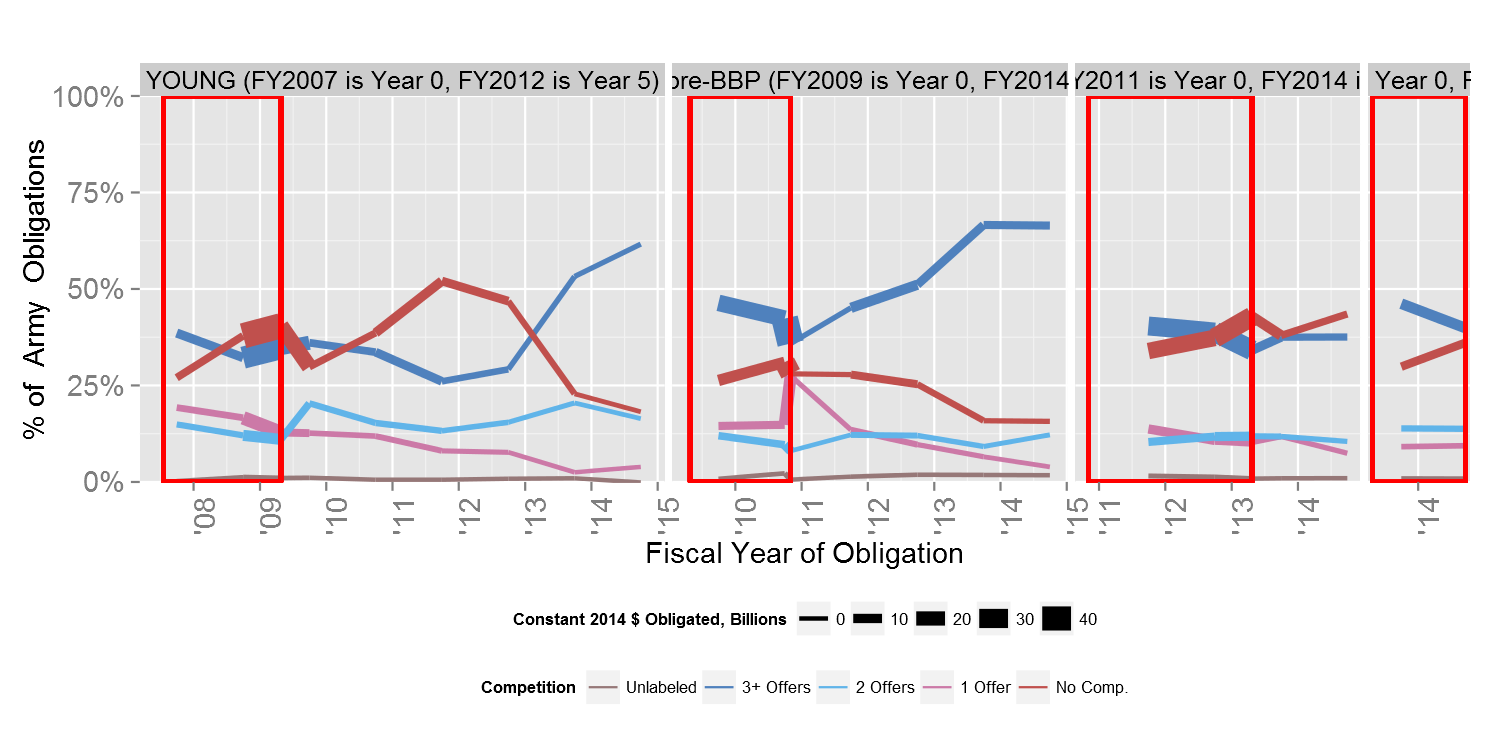 YOUNG (FY2007 is Year 0, FY2012 is Year 5)
pre-BBP (FY2009 is Year 0, FY2014
Y2011 is Year 0, FY2014 i
Year 0, F
100%
75%
50%
25%
0%
% of Army Obligations
'08 '09 '10 '11 '12 '13 '14 '15
'10 '11 '12 '13 '14 '15
'11 '12 '13 '14
'14
Fiscal Year of Obligation
Constant 2014 $ Obligated, Billions 0 10 20 30 40
Competition Unlabeled 3+ Offers 2 Offers 1 Offer No Comp.